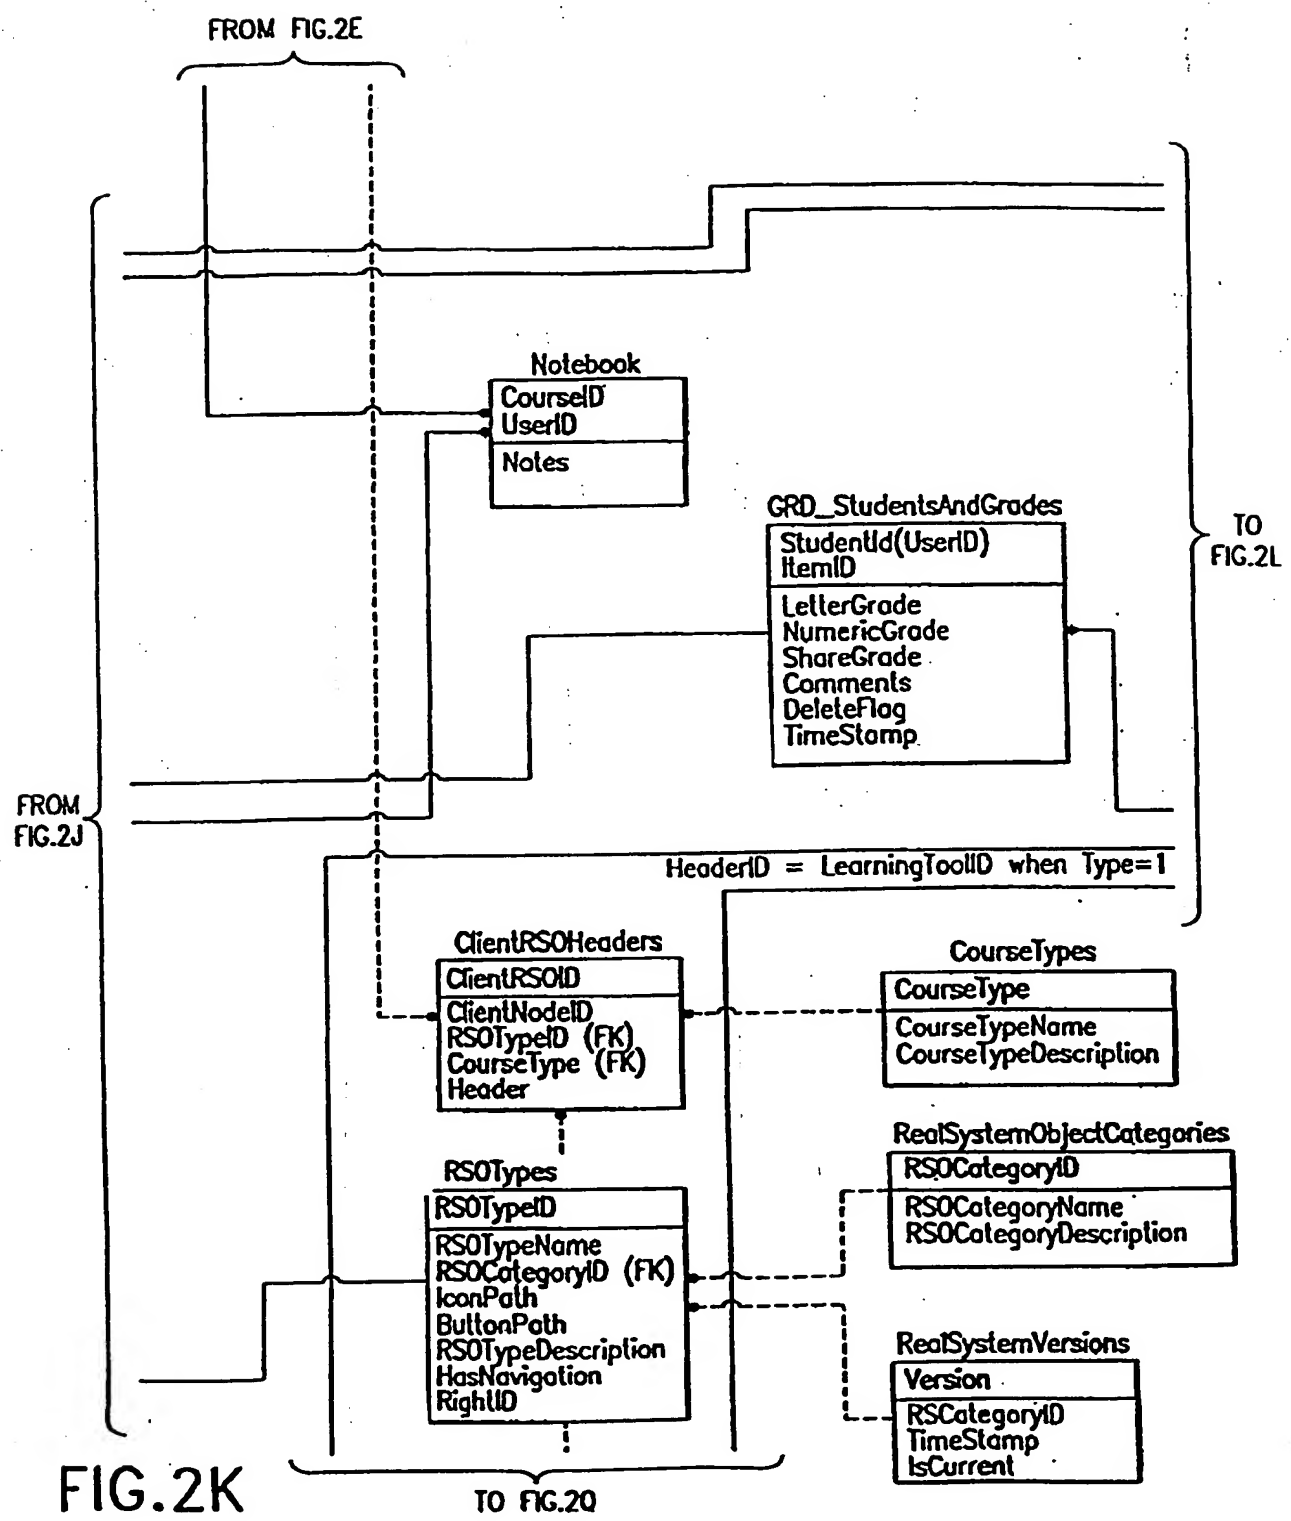 FROM FIG.2E
Notebook
CourseID
UserID
Notes
GRD_StudentsAndGrades
StudentId(UserID)
ItemID
LetterGrade
NumericGrade
ShareGrade
Comments
DeleteFlag
TimeStamp
TO
FIG.2L
FROM
FIG.2J
HeaderID = LearningToolID when Type=1
ClientRSOHeaders
ClientRSOID
ClientNodeID
RSOTypeID (FK)
CourseType (FK)
Header
CourseTypes
CourseType
CourseTypeName
CourseTypeDescription
RealSystemObjectCategories
RSOCategoryID
RSOCategoryName
RSOCategoryDescription
RSOTypes
RSOTypeID
RSOTypeName
RSOCategoryID (FK)
IconPath
ButtonPath
RSOTypeDescription
HasNavigation
RightID
RealSystemVersions
Version
RSCategoryID
TimeStamp
IsCurrent
FIG.2K
TO FIG.2Q